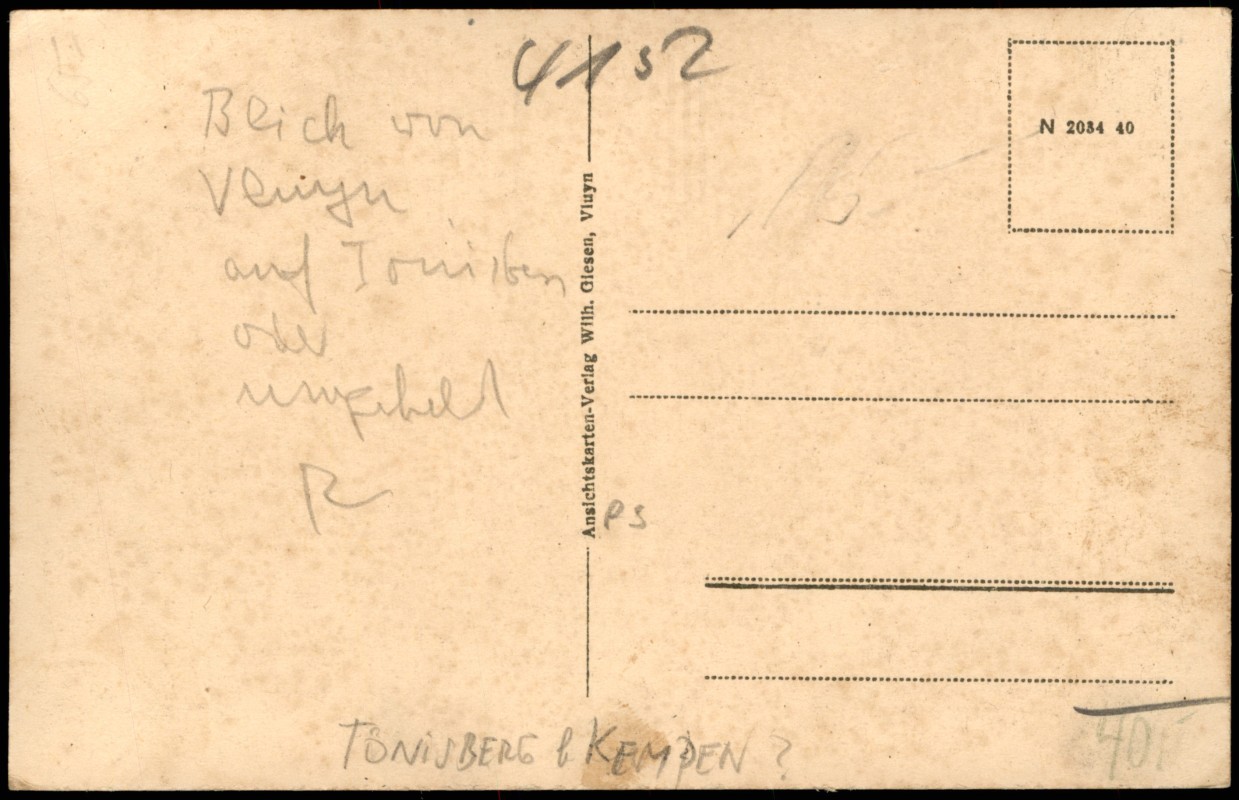 4152
Blick von
Vluyn
auf Tönisberg
oder
umgekehrt
R
N 2034 40
Ansichtskarten-Verlag Wilh. Giesen, Vluyn
PS
TÖNISBERG b KEMPEN ?
40,-